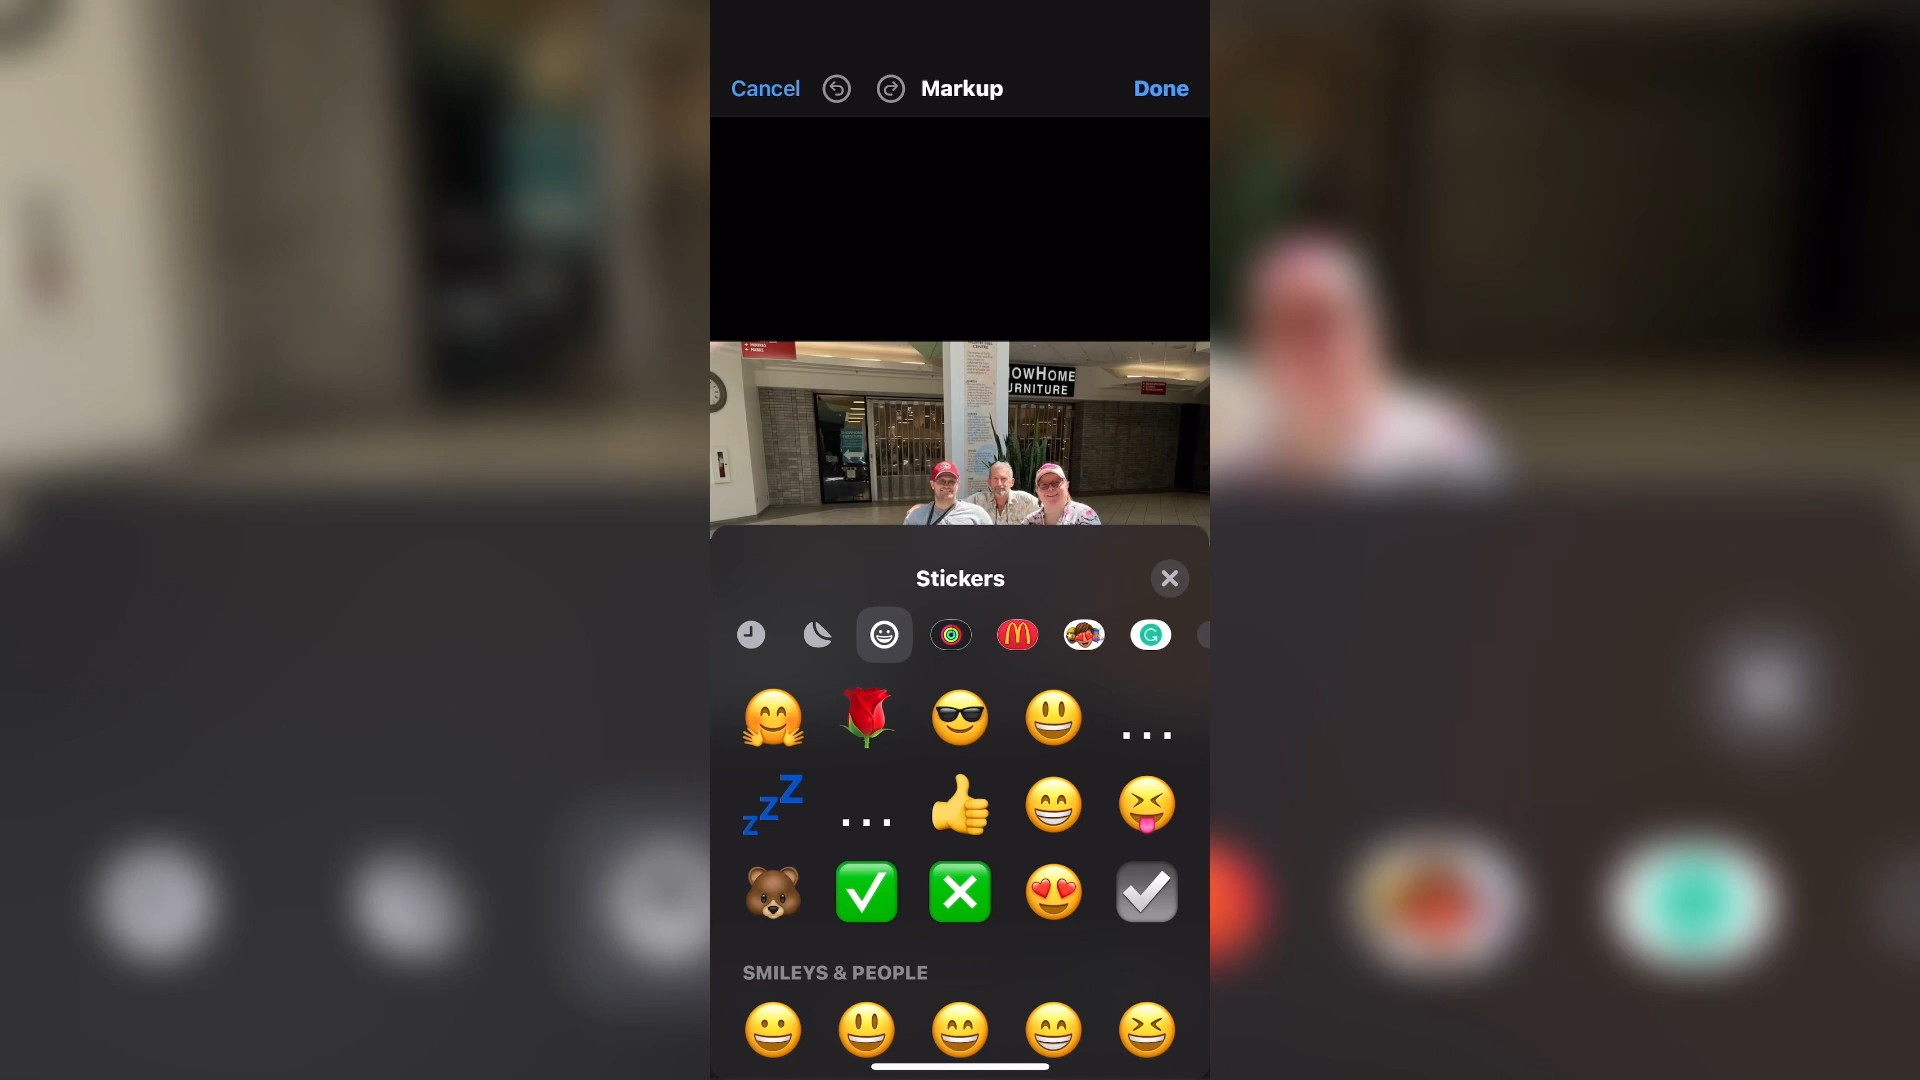 Cancel Markup Done
OWHOME
URNITURE
Stickers
SMILEYS & PEOPLE